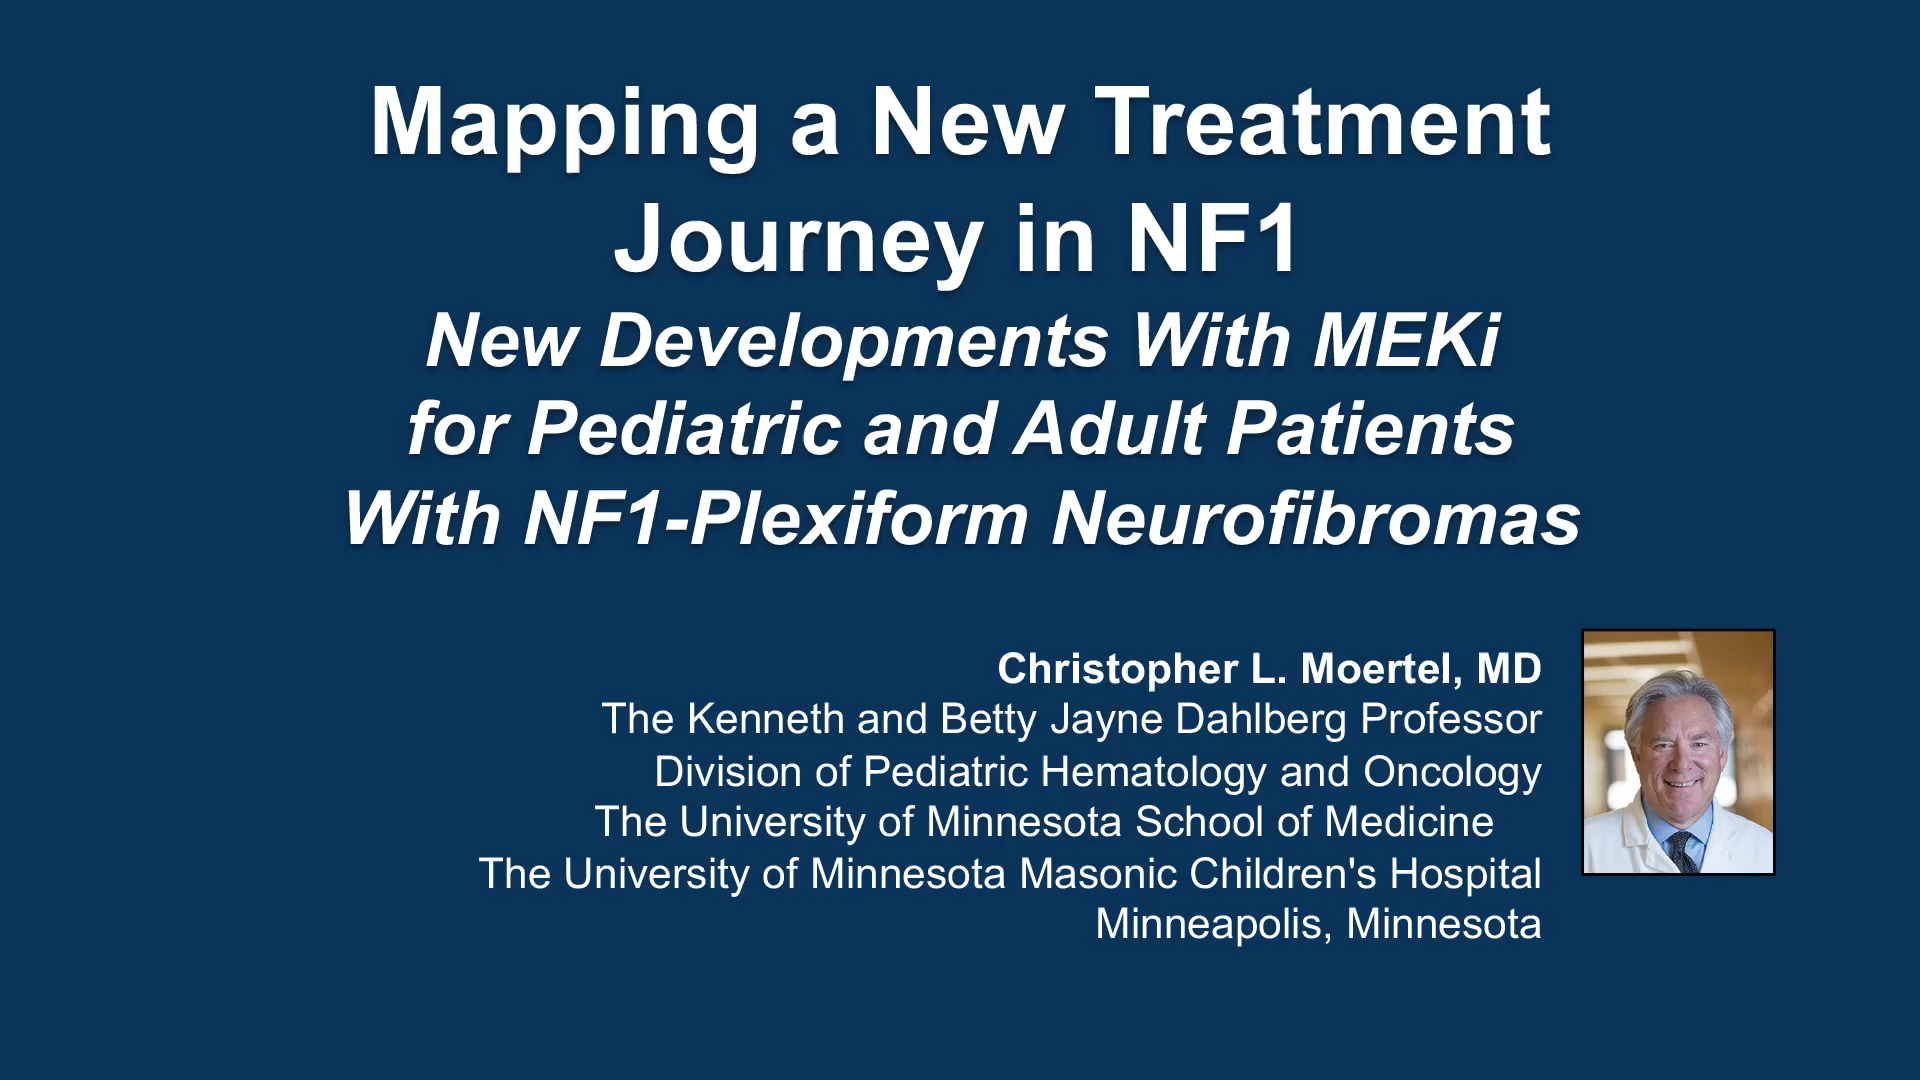 Mapping a New Treatment
Journey in NF1
New Developments With MEKi
for Pediatric and Adult Patients
With NF1-Plexiform Neurofibromas
Christopher L. Moertel, MD
The Kenneth and Betty Jayne Dahlberg Professor
Division of Pediatric Hematology and Oncology
The University of Minnesota School of Medicine
The University of Minnesota Masonic Children's Hospital
Minneapolis, Minnesota